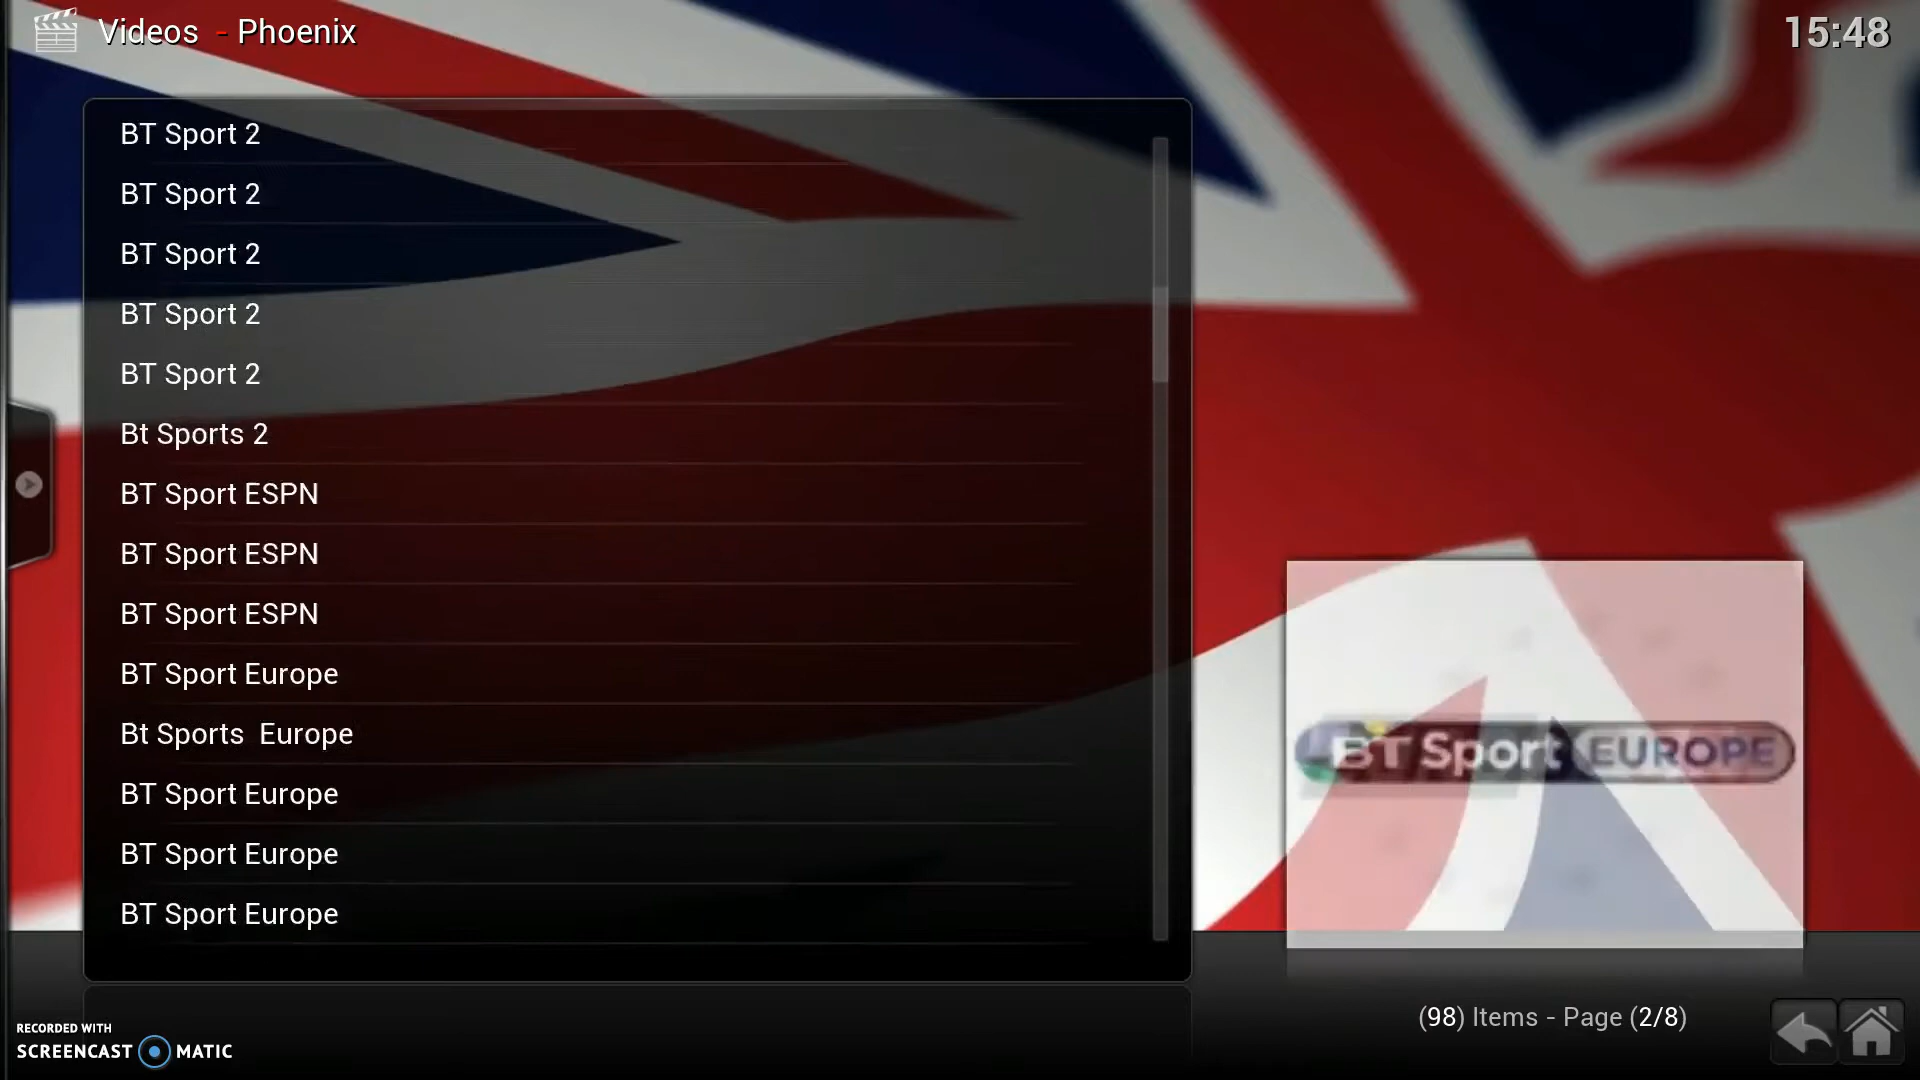 Videos - Phoenix
15:48
BT Sport 2
BT Sport 2
BT Sport 2
BT Sport 2
BT Sport 2
Bt Sports 2
BT Sport ESPN
BT Sport ESPN
BT Sport ESPN
BT Sport Europe
Bt Sports  Europe
BT Sport Europe
BT Sport Europe
BT Sport Europe
BT Sport EUROPE
(98) Items - Page (2/8)
RECORDED WITH
SCREENCAST MATIC